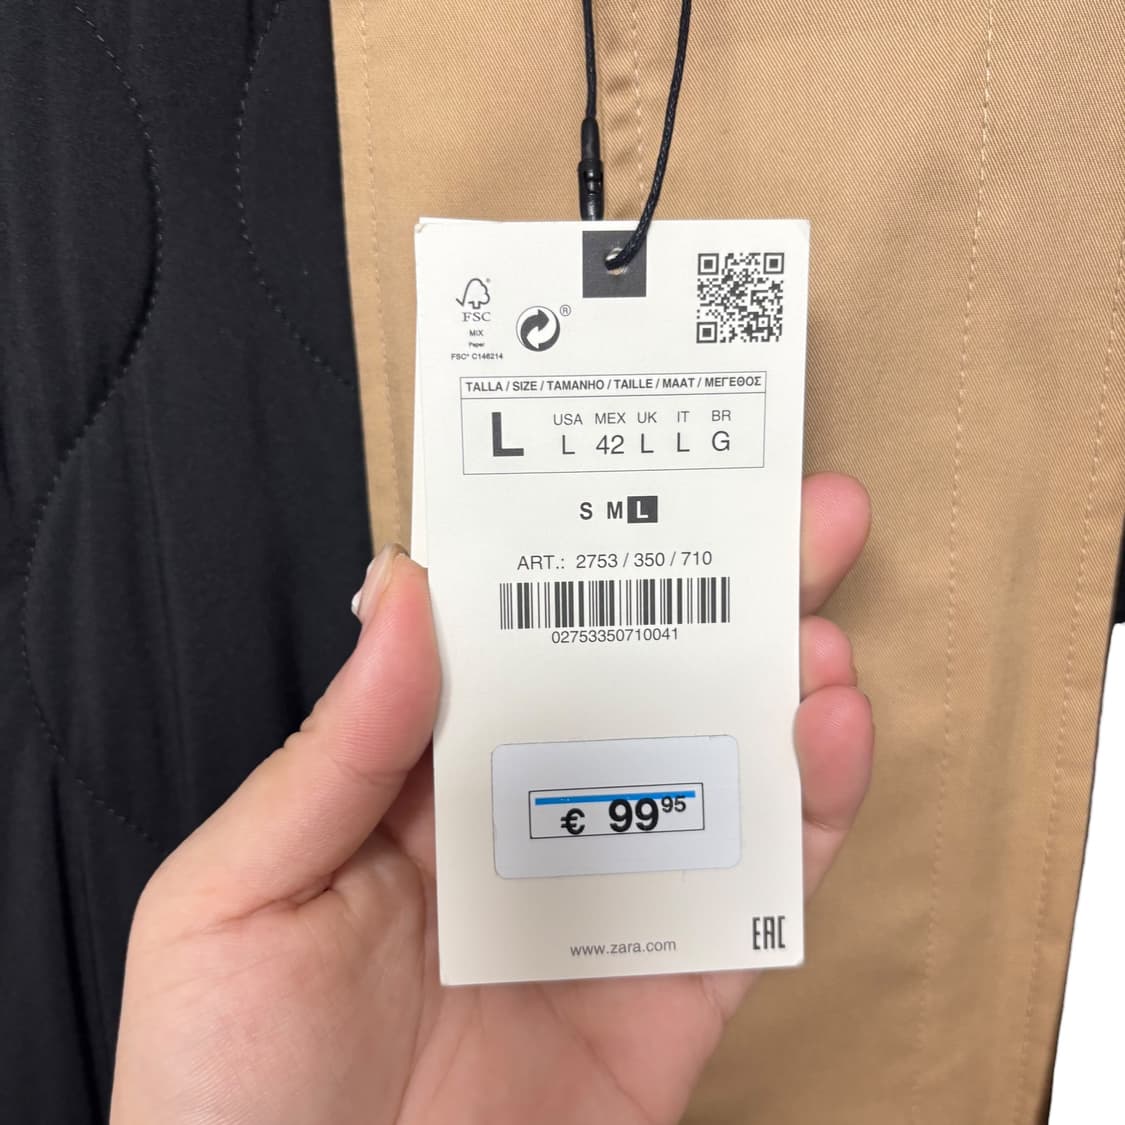 FSC®
MIX
Paper
FSC® C146214
®
TALLA / SIZE / TAMANHO / TAILLE / MAAT / ΜΕΓΕΘΟΣ
L
USA MEX UK IT BR
L 42 L L G
S M L
ART.: 2753 / 350 / 710
02753350710041
€ 99 95
www.zara.com
EAC